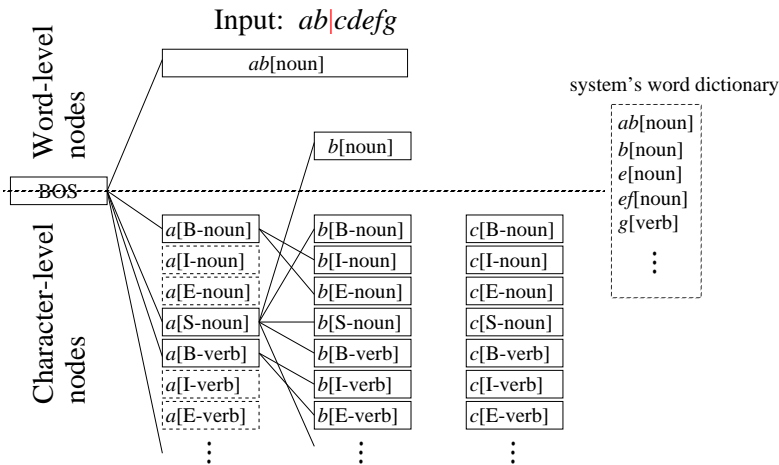 Input: ab|cdefg
Word-level
nodes
ab[noun]
b[noun]
BOS
Character-level
nodes
a[B-noun] b[B-noun] c[B-noun]
a[I-noun] b[I-noun] c[I-noun]
a[E-noun] b[E-noun] c[E-noun]
a[S-noun] b[S-noun] c[S-noun]
a[B-verb] b[B-verb] c[B-verb]
a[I-verb] b[I-verb] c[I-verb]
a[E-verb] b[E-verb] c[E-verb]
⋮ ⋮ ⋮
system's word dictionary
ab[noun]
b[noun]
e[noun]
ef[noun]
g[verb]
⋮